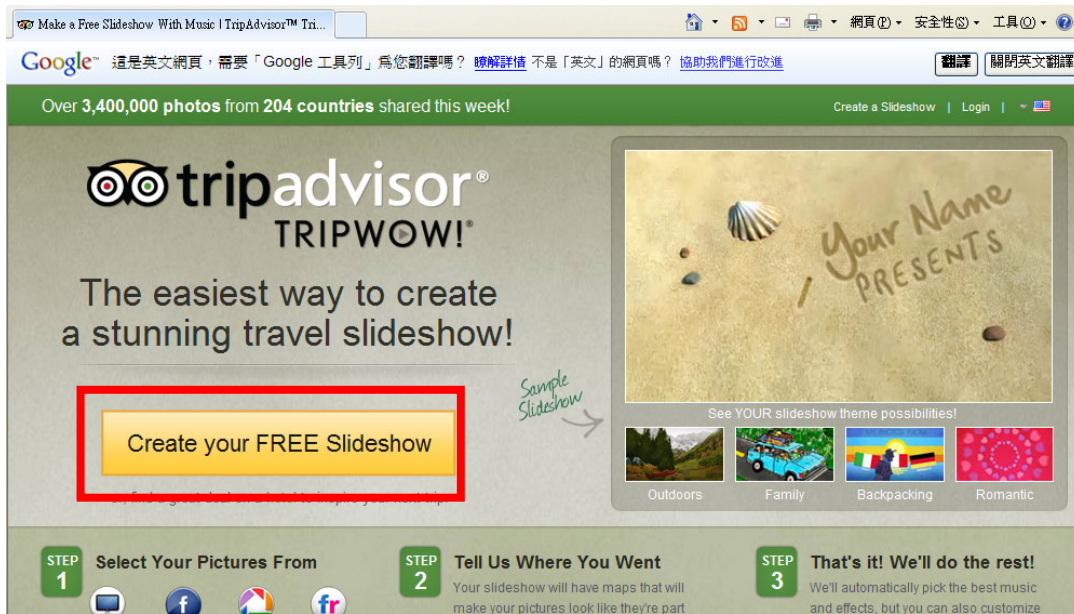 Make a Free Slideshow With Music | TripAdvisor™ Tri...
網頁(P) 安全性(S) 工具(O)
Google™ 這是英文網頁，需要「Google 工具列」為您翻譯嗎？ 瞭解詳情 不是「英文」的網頁嗎？ 協助我們進行改進 翻譯 關閉英文翻譯
Over 3,400,000 photos from 204 countries shared this week!
Create a Slideshow | Login |
tripadvisor®
TRIPWOW!®
The easiest way to create
a stunning travel slideshow!
Create your FREE Slideshow
Sample
Slideshow
Your Name
PRESENTS
See YOUR slideshow theme possibilities!
Outdoors Family Backpacking Romantic
STEP
1
Select Your Pictures From
STEP
2
Tell Us Where You Went
Your slideshow will have maps that will
make your pictures look like they're part
STEP
3
That's it! We'll do the rest!
We'll automatically pick the best music
and effects, but you can also customize